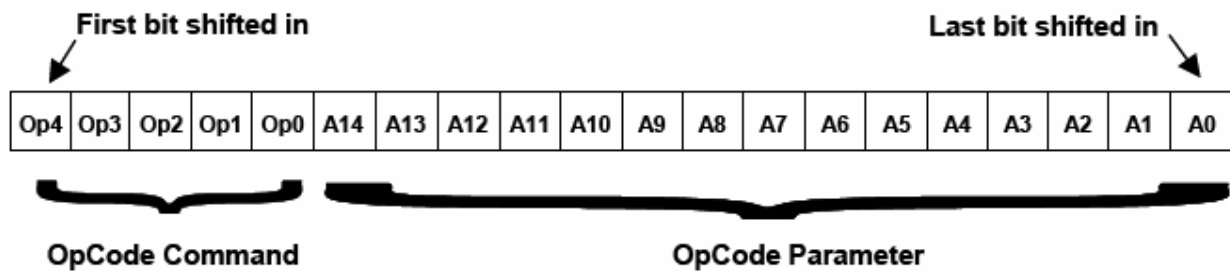 First bit shifted in
Last bit shifted in
Op4 Op3 Op2 Op1 Op0 A14 A13 A12 A11 A10 A9 A8 A7 A6 A5 A4 A3 A2 A1 A0
OpCode Command
OpCode Parameter